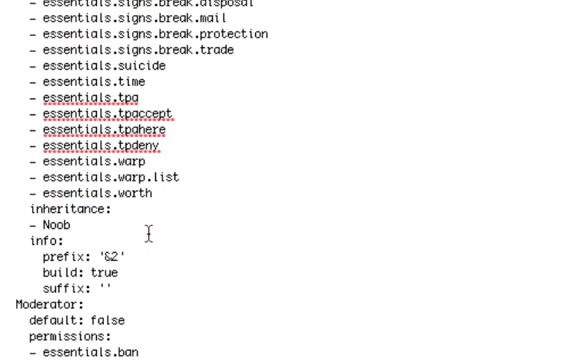 - essentials.signs.break.disposal
- essentials.signs.break.mail
- essentials.signs.break.protection
- essentials.signs.break.trade
- essentials.suicide
- essentials.time
- essentials.tpa
- essentials.tpaccept
- essentials.tpahere
- essentials.tpdeny
- essentials.warp
- essentials.warp.list
- essentials.worth
inheritance:
- Noob
info:
prefix: '&2'
build: true
suffix: ''
Moderator:
default: false
permissions:
- essentials.ban